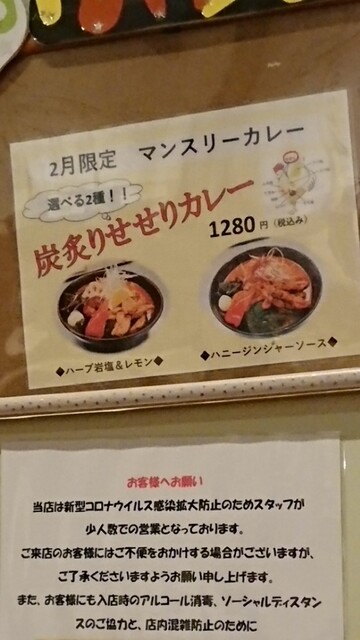 2月限定 マンスリーカレー
選べる2種!!
炭炙りせせりカレー
1280円(税込み)
◆ハーブ岩塩&レモン◆
◆ハニージンジャーソース◆
お客様へお願い
当店は新型コロナウイルス感染拡大防止のためスタッフが
少人数での営業となっております。
ご来店のお客様にはご不便をおかけする場合がございますが、
ご了承くださいますようお願い申し上げます。
また、お客様にも入店時のアルコール消毒、ソーシャルディスタン
スのご協力と、店内混雑防止のために